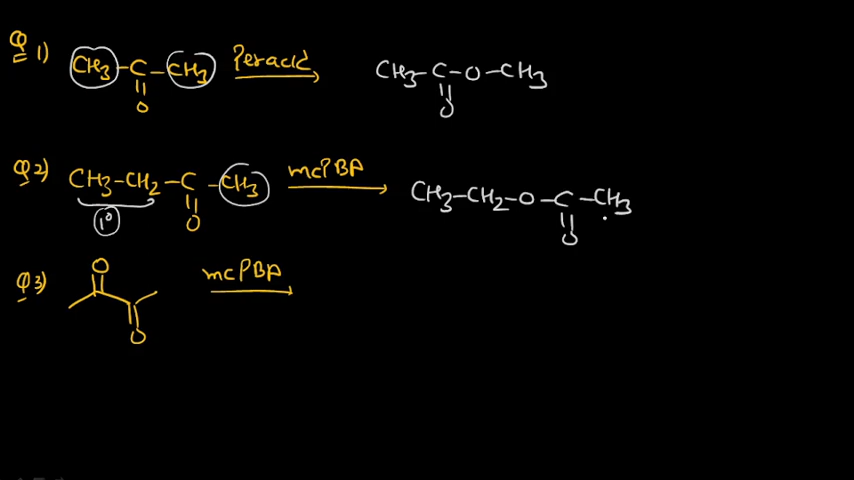 Q 1) CH3-C-CH3 Peracid CH3-C-O-CH3
O O
Q 2) CH3-CH2-C-CH3 mCPBA CH3-CH2-O-C-CH3
1° O O
Q 3) O mCPBA
O